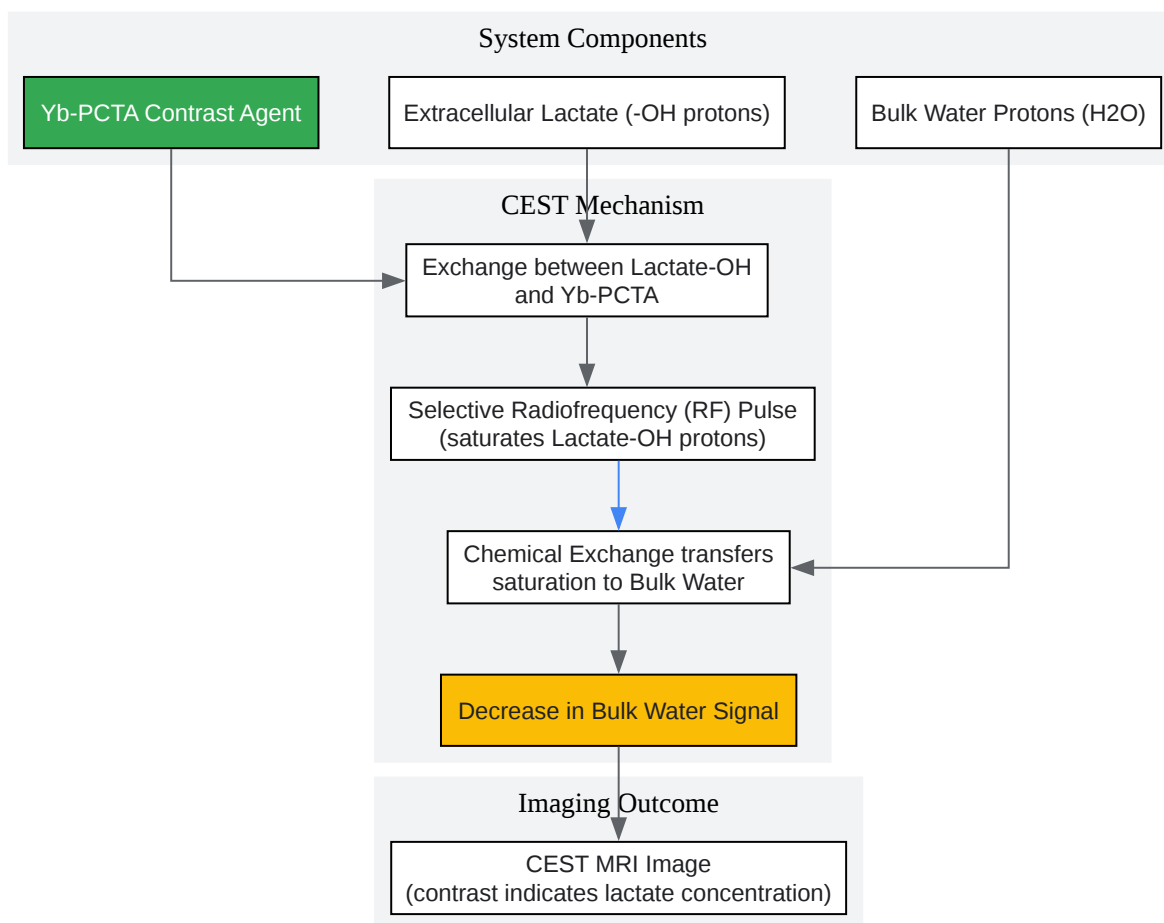 System Components
Yb-PCTA Contrast Agent
Extracellular Lactate (-OH protons)
Bulk Water Protons (H2O)
CEST Mechanism
Exchange between Lactate-OH
and Yb-PCTA
Selective Radiofrequency (RF) Pulse
(saturates Lactate-OH protons)
Chemical Exchange transfers
saturation to Bulk Water
Decrease in Bulk Water Signal
Imaging Outcome
CEST MRI Image
(contrast indicates lactate concentration)